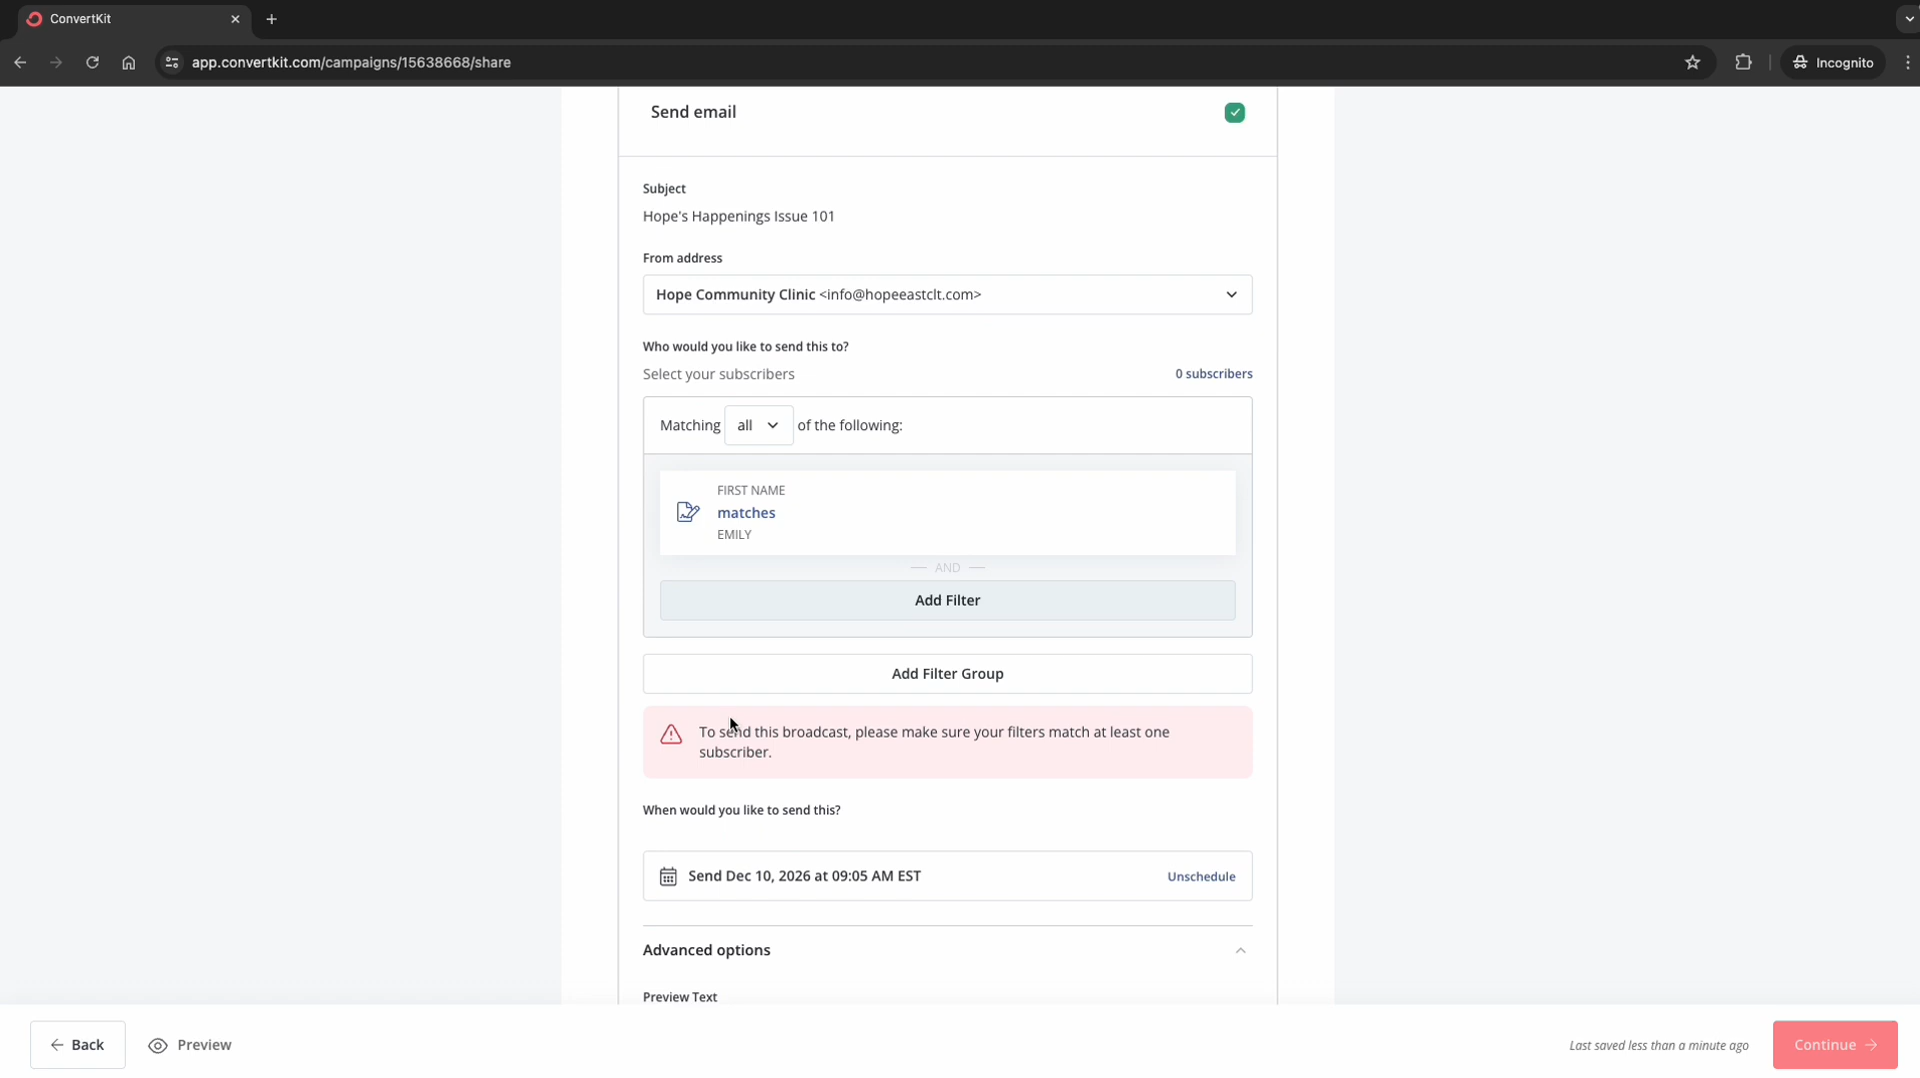 ConvertKit
app.convertkit.com/campaigns/15638668/share
Incognito
Send email
Subject
Hope's Happenings Issue 101
From address
Hope Community Clinic <info@hopeeastclt.com>
Who would you like to send this to?
Select your subscribers
0 subscribers
Matching all of the following:
FIRST NAME
matches
EMILY
AND
Add Filter
Add Filter Group
To send this broadcast, please make sure your filters match at least one
subscriber.
When would you like to send this?
Send Dec 10, 2026 at 09:05 AM EST
Unschedule
Advanced options
Preview Text
Back
Preview
Last saved less than a minute ago
Continue